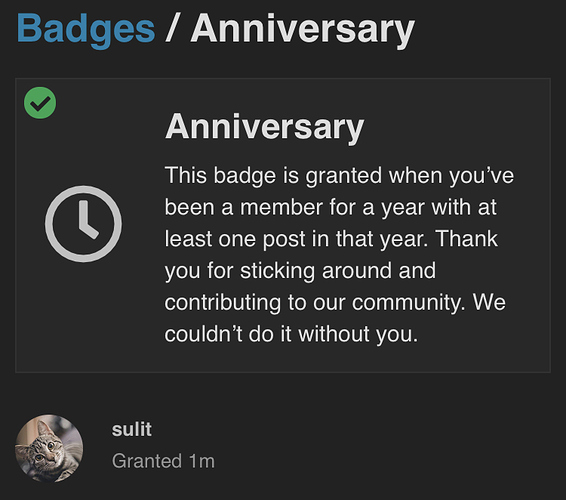 Badges / Anniversary
Anniversary
This badge is granted when you’ve
been a member for a year with at
least one post in that year. Thank
you for sticking around and
contributing to our community. We
couldn’t do it without you.
sulit
Granted 1m